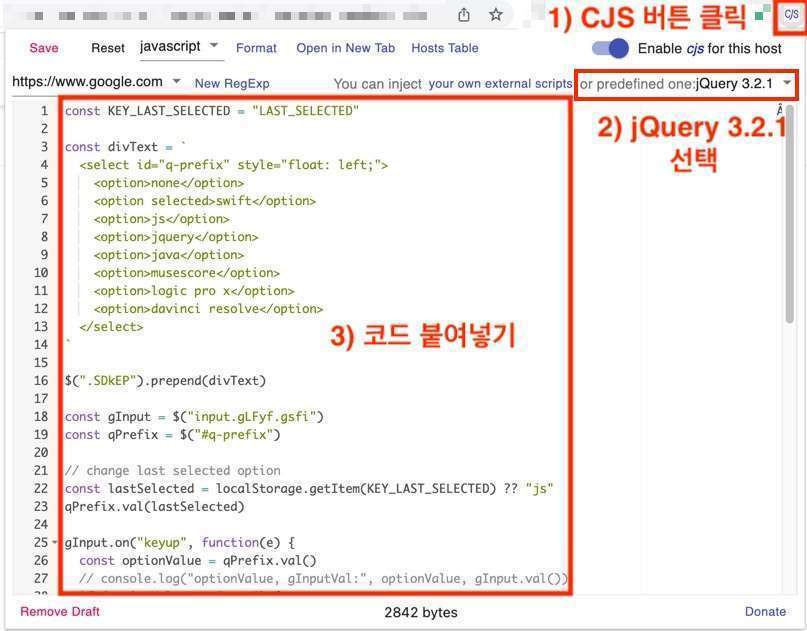 1) CJS 버튼 클릭
C/S
Save Reset javascript Format Open in New Tab Hosts Table Enable cjs for this host
https://www.google.com New RegExp You can inject your own external scripts or predefined one: jQuery 3.2.1
2) jQuery 3.2.1
선택
3) 코드 붙여넣기
1 const KEY_LAST_SELECTED = "LAST_SELECTED"
2
3 const divText = `
4 <select id="q-prefix" style="float: left;">
5 <option>none</option>
6 <option selected>swift</option>
7 <option>js</option>
8 <option>jquery</option>
9 <option>java</option>
10 <option>musescore</option>
11 <option>logic pro x</option>
12 <option>davinci resolve</option>
13 </select>
14 `
15
16 $(".SDkEP").prepend(divText)
17
18 const gInput = $("input.gLFyf.gsfi")
19 const qPrefix = $("#q-prefix")
20
21 // change last selected option
22 const lastSelected = localStorage.getItem(KEY_LAST_SELECTED) ?? "js"
23 qPrefix.val(lastSelected)
24
25 gInput.on("keyup", function(e) {
26 const optionValue = qPrefix.val()
27 // console.log("optionValue, gInputVal:", optionValue, gInput.val())
Remove Draft 2842 bytes Donate